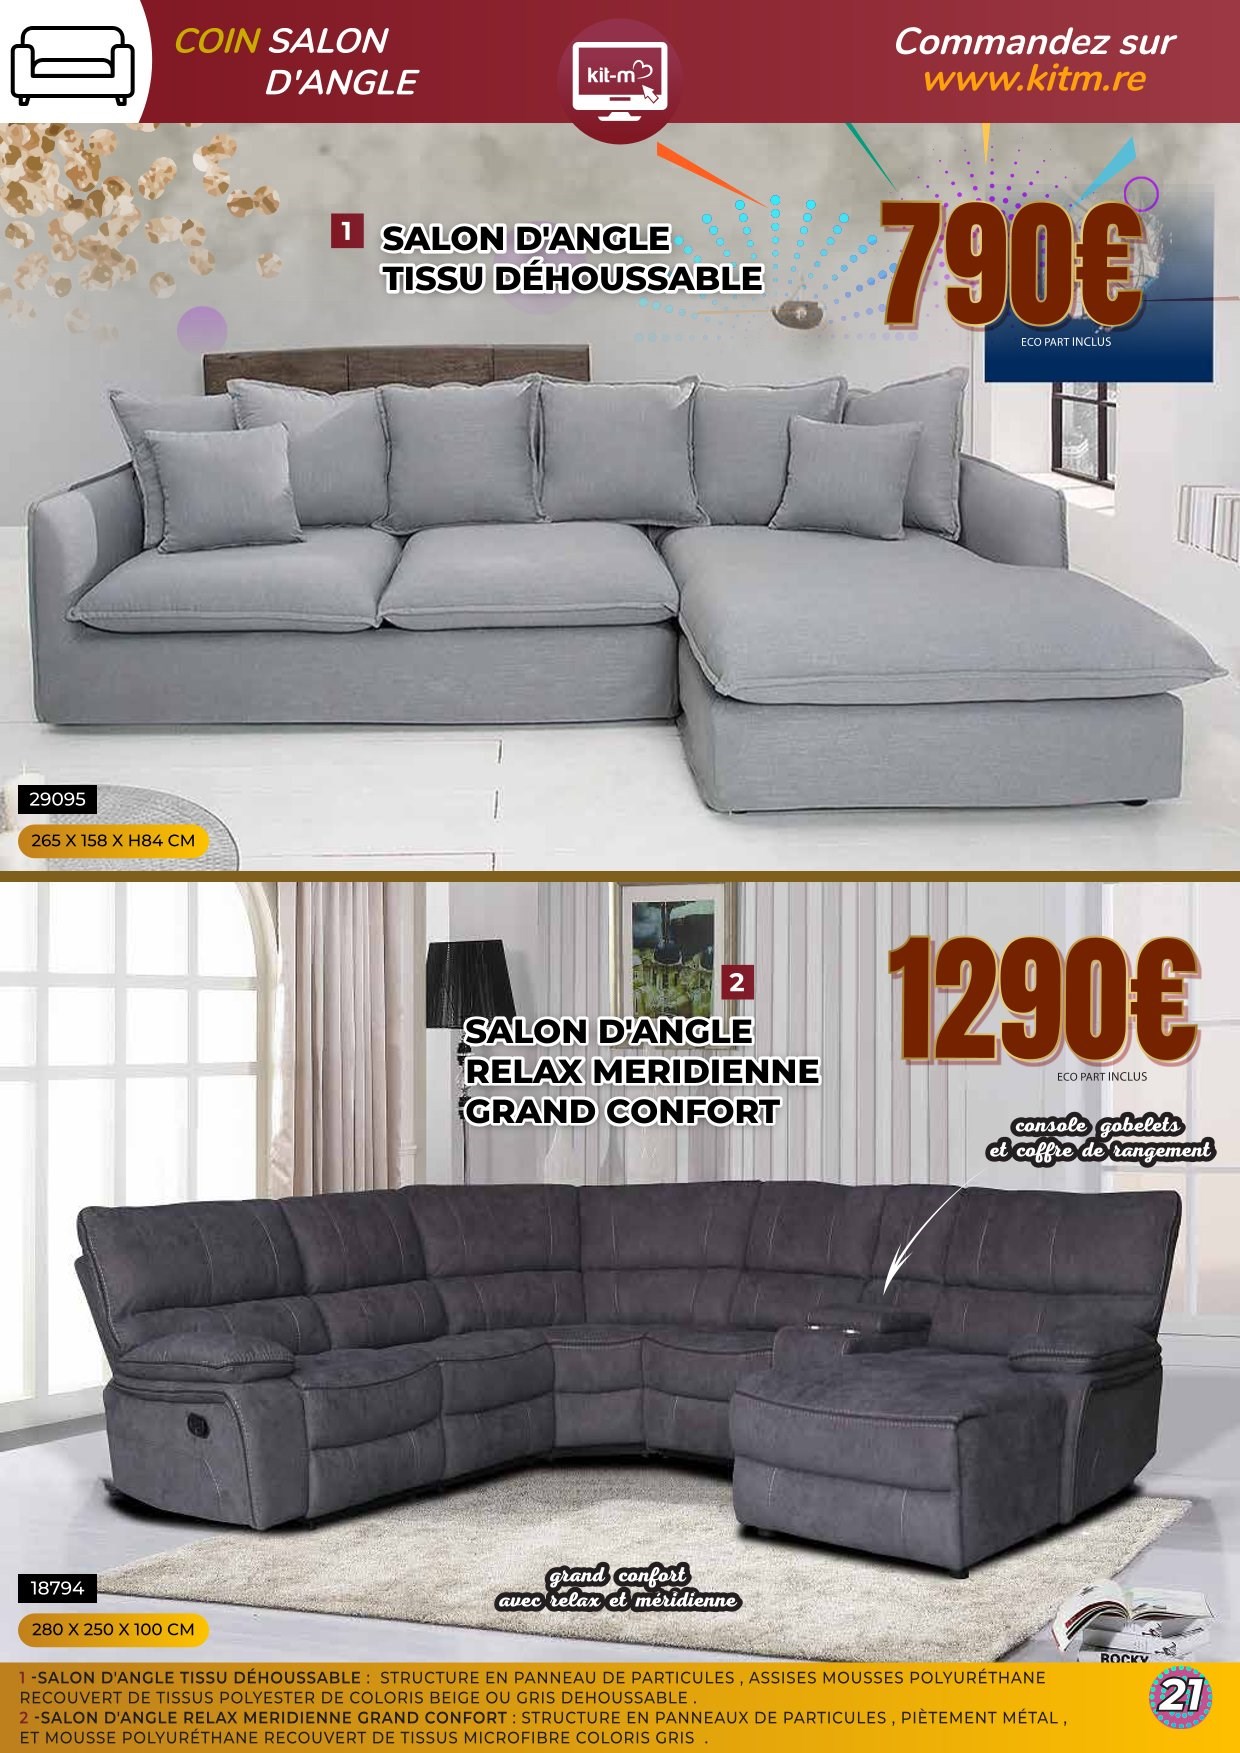 COIN SALON
D'ANGLE
kit-m
Commandez sur
www.kitm.re
1
SALON D'ANGLE
TISSU DÉHOUSSABLE
790€
ECO PART INCLUS
29095
265 X 158 X H84 CM
2
SALON D'ANGLE
RELAX MERIDIENNE
GRAND CONFORT
1290€
ECO PART INCLUS
console gobelets
et coffre de rangement
grand confort
avec relax et méridienne
18794
280 X 250 X 100 CM
ROCKY
1 -SALON D'ANGLE TISSU DÉHOUSSABLE : STRUCTURE EN PANNEAU DE PARTICULES , ASSISES MOUSSES POLYURÉTHANE
RECOUVERT DE TISSUS POLYESTER DE COLORIS BEIGE OU GRIS DEHOUSSABLE .
2 -SALON D'ANGLE RELAX MERIDIENNE GRAND CONFORT : STRUCTURE EN PANNEAUX DE PARTICULES , PIÈTEMENT MÉTAL ,
ET MOUSSE POLYURÉTHANE RECOUVERT DE TISSUS MICROFIBRE COLORIS GRIS .
21